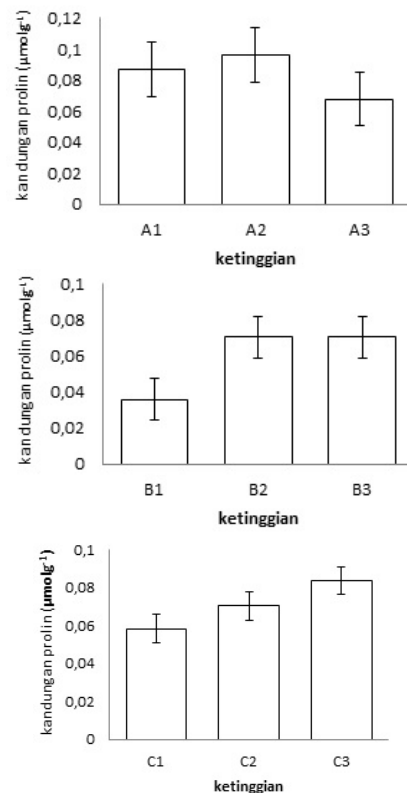 kandungan prolin (µmolg⁻¹)
0,12
0,1
0,08
0,06
0,04
0,02
0
A1 A2 A3
ketinggian
kandungan prolin (µmolg⁻¹)
0,1
0,08
0,06
0,04
0,02
0
B1 B2 B3
ketinggian
kandungan prolin (µmolg⁻¹)
0,1
0,08
0,06
0,04
0,02
0
C1 C2 C3
ketinggian